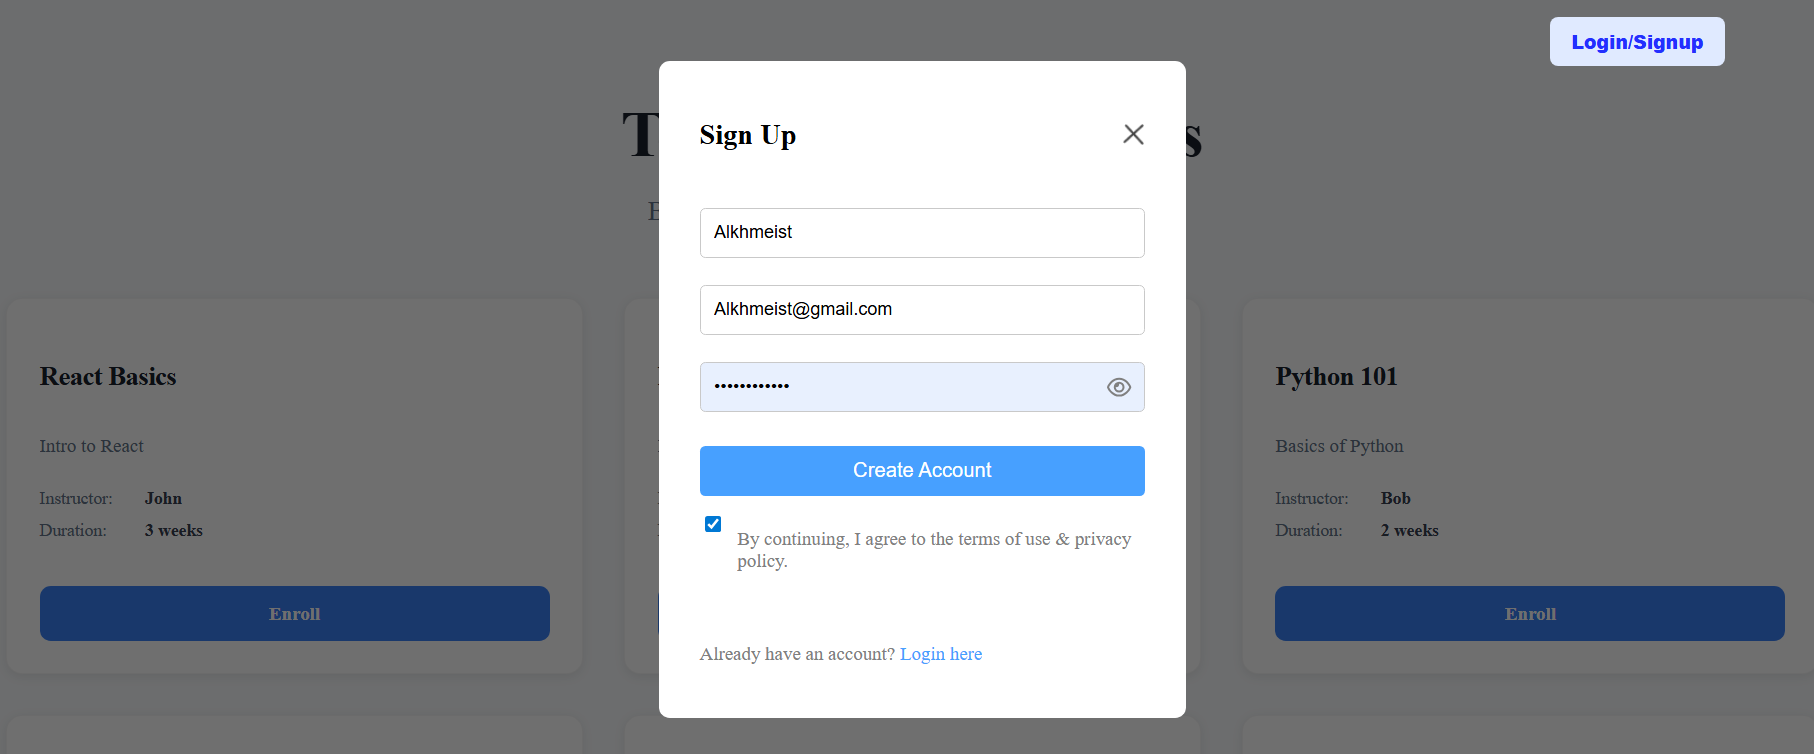 Login/Signup
Sign Up
Alkhmeist
Alkhmeist@gmail.com
••••••••••••
Create Account
By continuing, I agree to the terms of use & privacy
policy.
Already have an account? Login here
React Basics
Intro to React
Instructor: John
Duration: 3 weeks
Enroll
Python 101
Basics of Python
Instructor: Bob
Duration: 2 weeks
Enroll